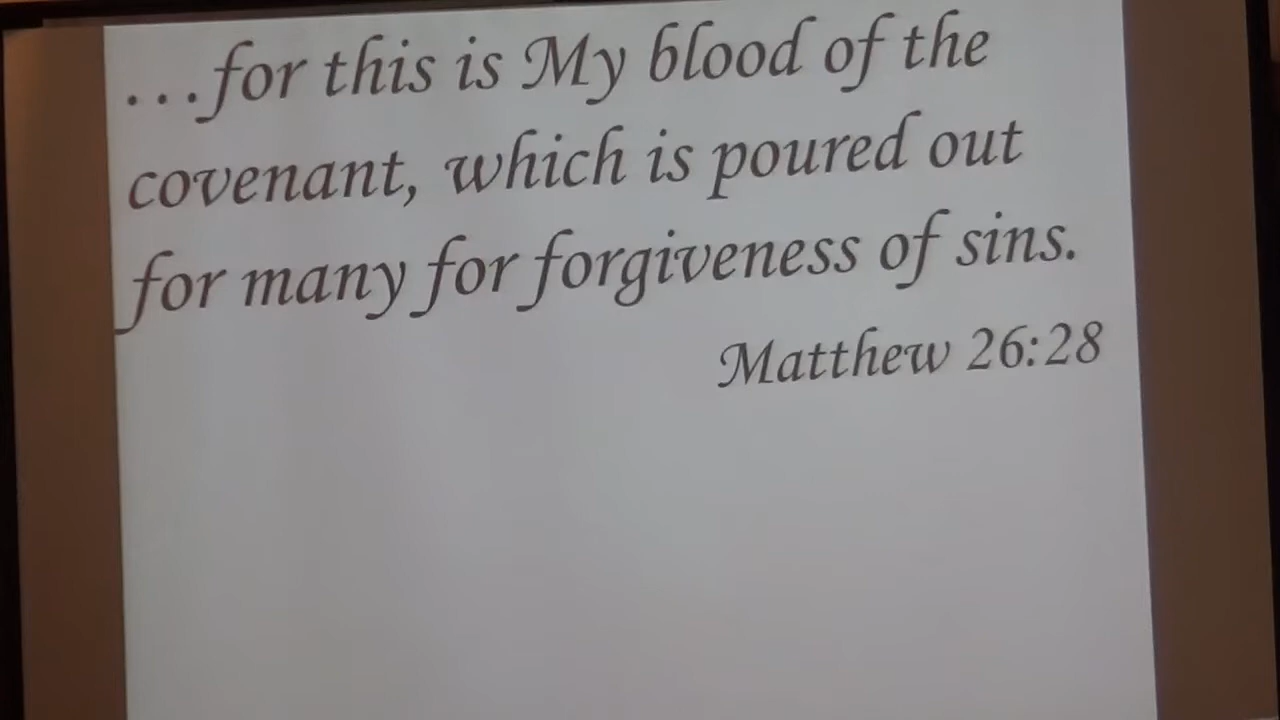 ...for this is My blood of the
covenant, which is poured out
for many for forgiveness of sins.
Matthew 26:28